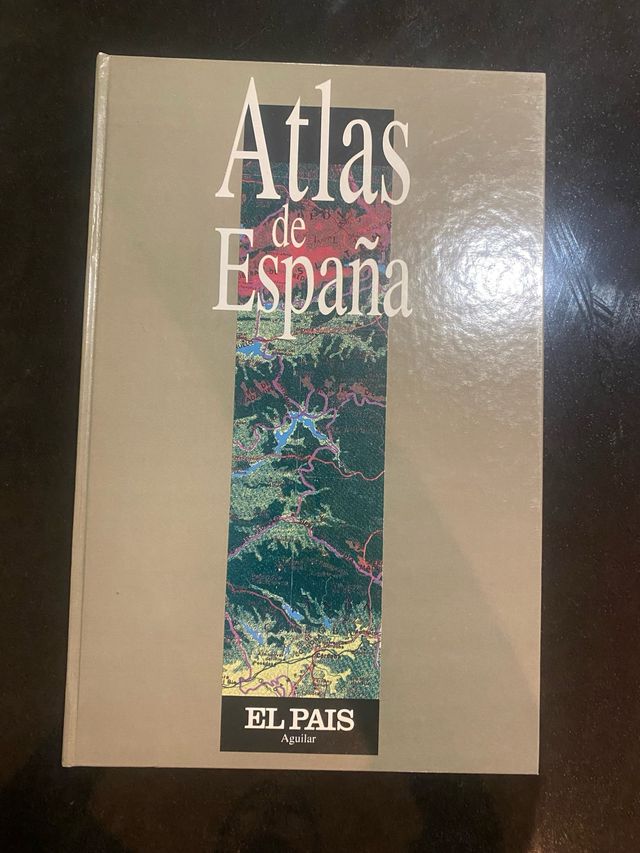 Atlas
de
España
EL PAIS
Aguilar